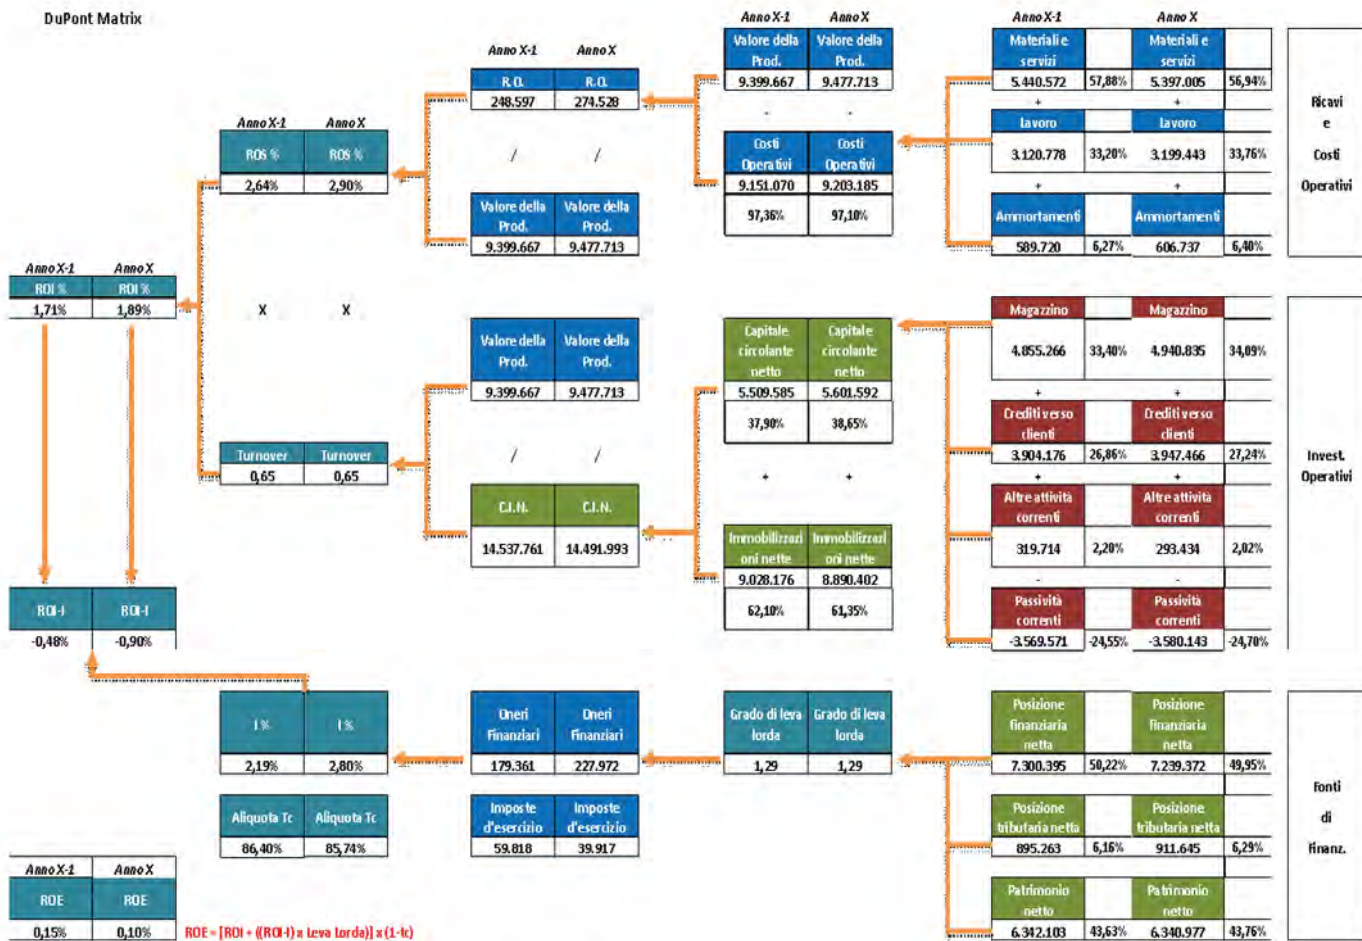 DuPont Matrix
Anno X-1 Anno X
Valore della Prod. Valore della Prod.
9.399.667 9.477.713
-
Costi Operativi Costi Operativi
9.151.070 9.203.185
97,36% 97,10%
Anno X-1 Anno X
Materiali e servizi Materiali e servizi
5.440.572 57,88% 5.397.005 56,94%
+ +
Lavoro Lavoro
3.120.778 33,20% 3.199.443 33,76%
+ +
Ammortamenti Ammortamenti
589.720 6,27% 606.737 6,40%
Ricavi
e
Costi
Operativi
Anno X-1 Anno X
R.O. R.O.
248.597 274.528
/ /
Valore della Prod. Valore della Prod.
9.399.667 9.477.713
Anno X-1 Anno X
ROS % ROS %
2,64% 2,90%
Anno X-1 Anno X
ROI % ROI %
1,71% 1,89%
X X
Turnover Turnover
0,65 0,65
Valore della Prod. Valore della Prod.
9.399.667 9.477.713
/ /
C.I.N. C.I.N.
14.537.761 14.491.993
Capitale circolante netto Capitale circolante netto
5.509.585 5.601.592
37,90% 38,65%
+ +
Immobilizzazi oni nette Immobilizzazi oni nette
9.028.176 8.890.402
62,10% 61,35%
Magazzino Magazzino
4.855.266 33,40% 4.940.835 34,09%
+ +
Crediti verso clienti Crediti verso clienti
3.904.176 26,86% 3.947.466 27,24%
+ +
Altre attività correnti Altre attività correnti
319.714 2,20% 293.434 2,02%
- -
Passività correnti Passività correnti
-3.569.571 -24,55% -3.580.143 -24,70%
Invest.
Operativi
ROI-I ROI-I
-0,48% -0,90%
I % I %
2,19% 2,80%
Oneri Finanziari Oneri Finanziari
179.361 227.972
Grado di leva lorda Grado di leva lorda
1,29 1,29
Posizione finanziaria netta Posizione finanziaria netta
7.300.395 50,22% 7.239.372 49,95%
Aliquota Tc Aliquota Tc
86,40% 85,74%
Imposte d'esercizio Imposte d'esercizio
59.818 39.917
Posizione tributaria netta Posizione tributaria netta
895.263 6,16% 911.645 6,29%
Patrimonio netto Patrimonio netto
6.342.103 43,63% 6.340.977 43,76%
Fonti
di
Finanz.
Anno X-1 Anno X
ROE ROE
0,15% 0,10%
ROE = [ROI + ((ROI-I) x Leva Lorda)] x (1-tc)